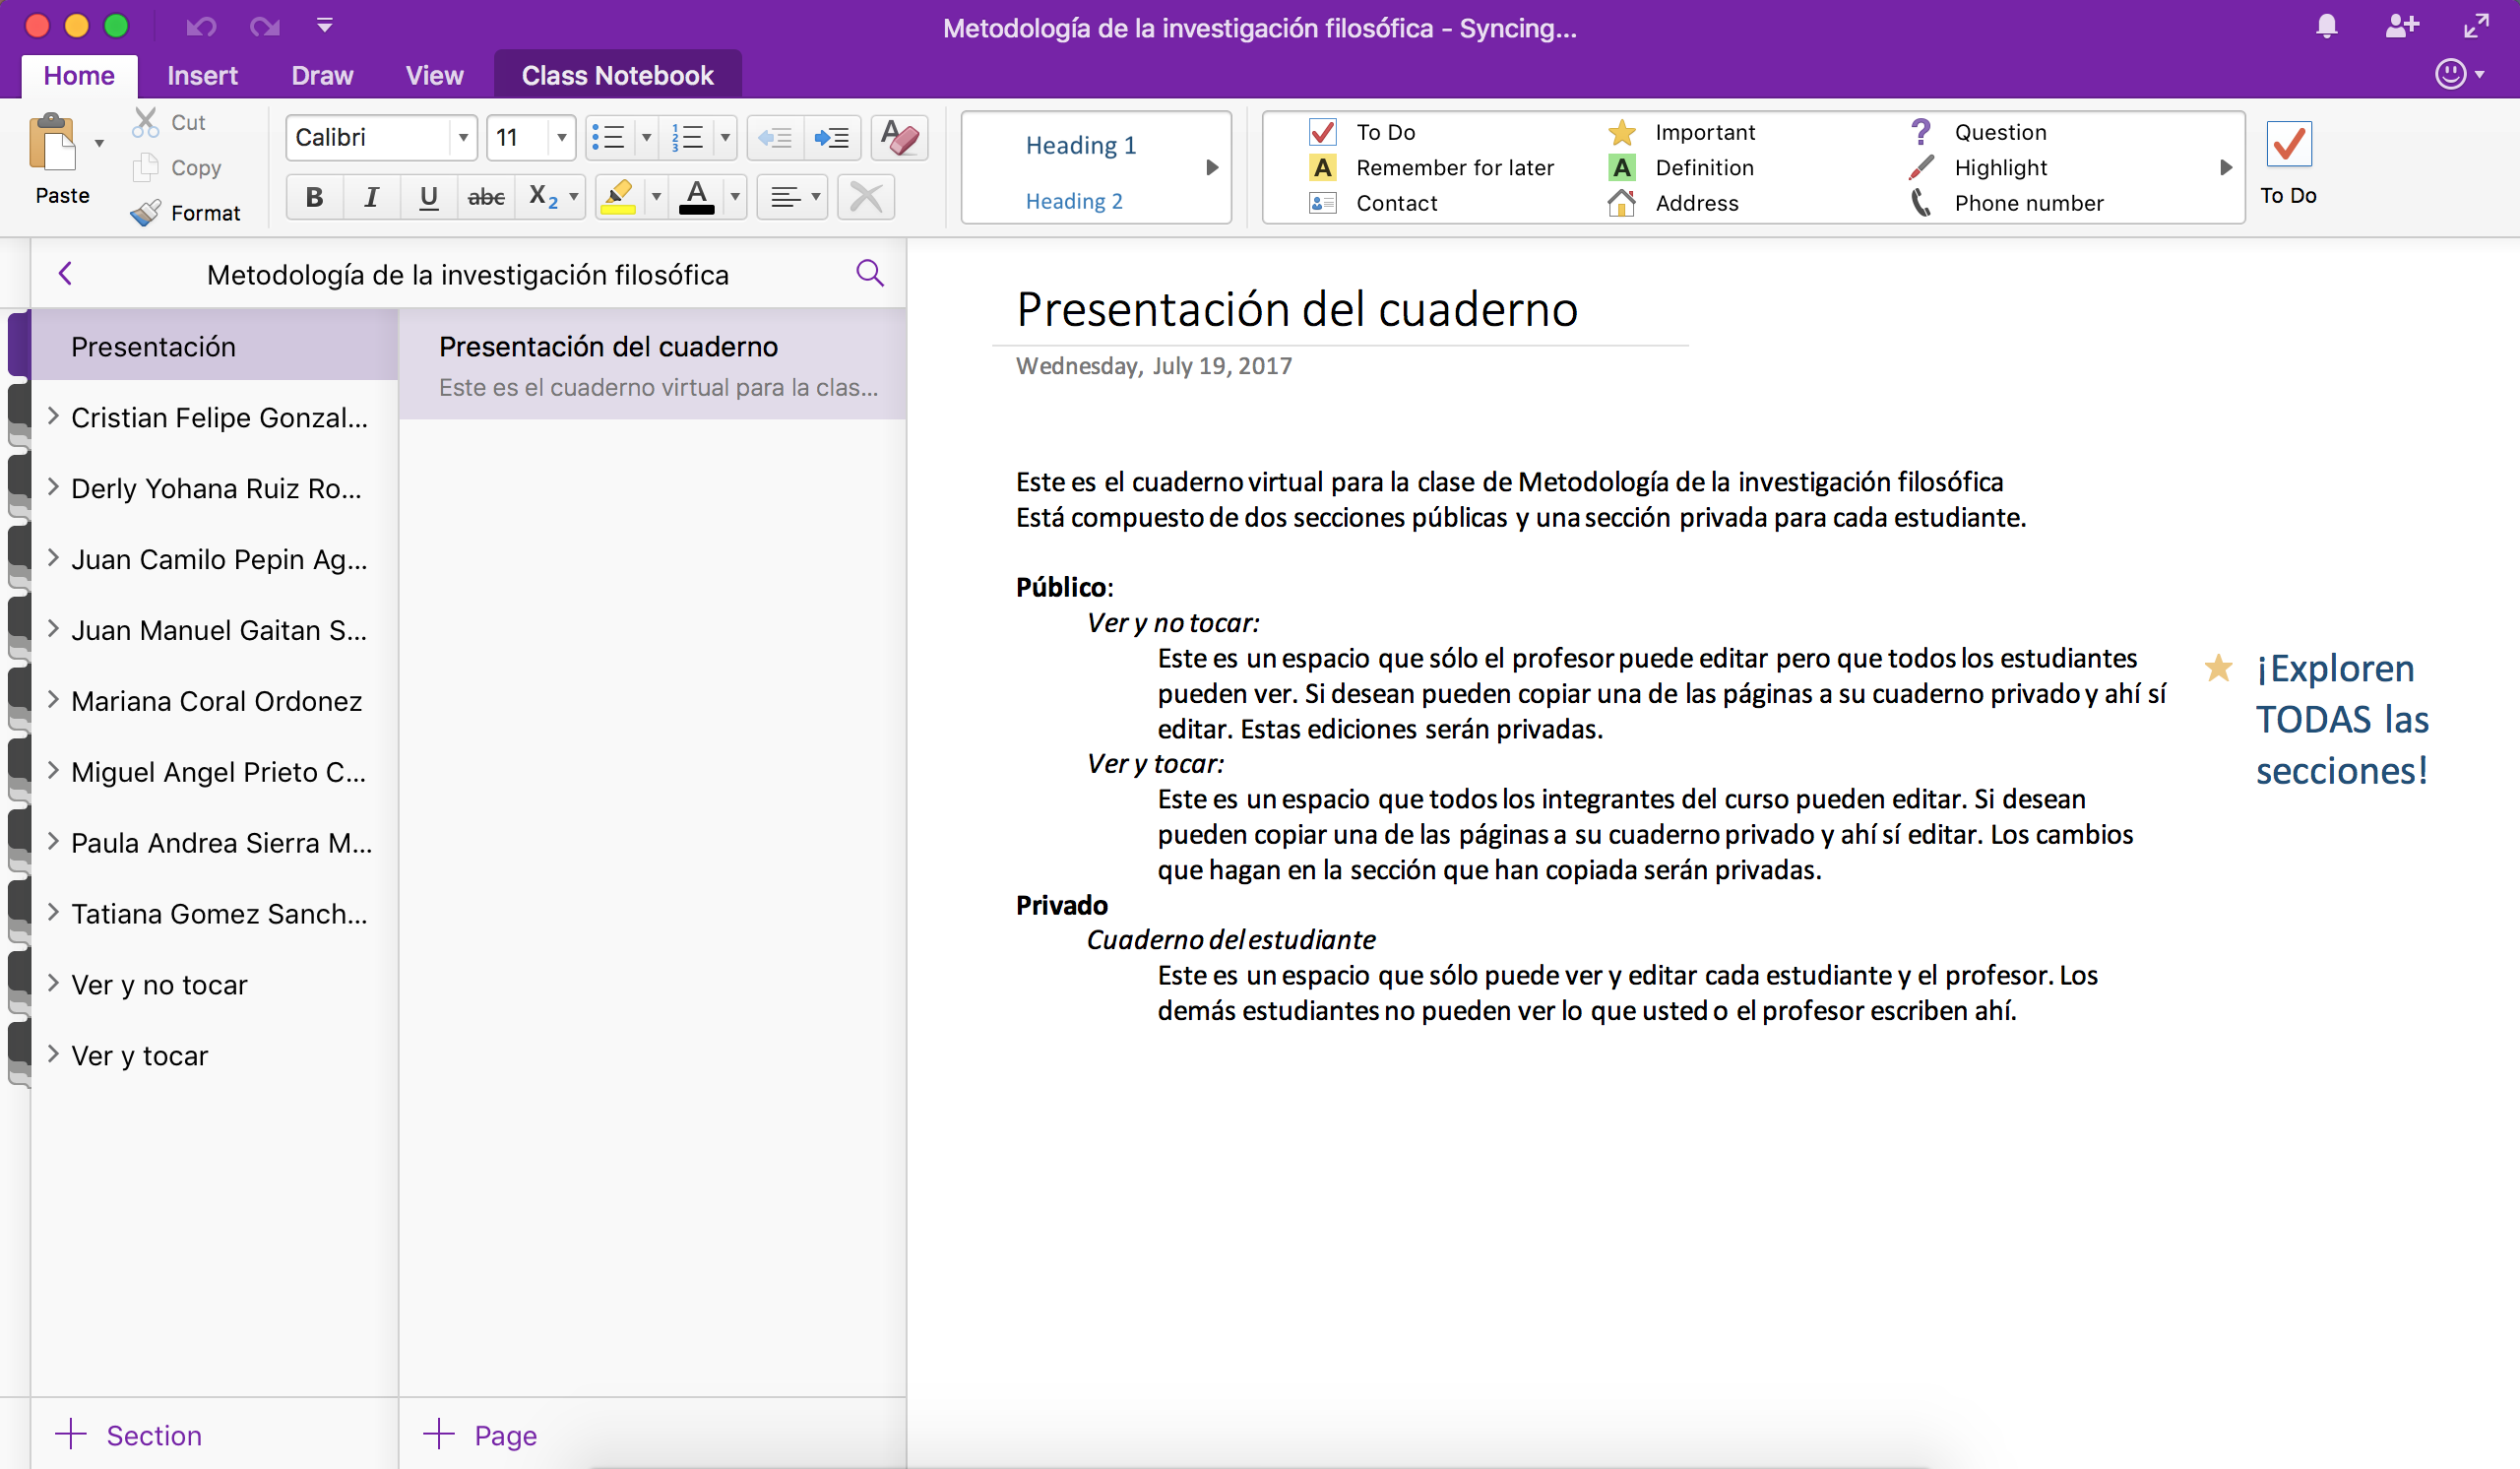 Metodología de la investigación filosófica - Syncing...
Home
Insert
Draw
View
Class Notebook
Paste
Cut
Copy
Format
Calibri
11
B
I
U
abc
X2
A
Heading 1
Heading 2
To Do
Important
Question
Remember for later
Definition
Highlight
Contact
Address
Phone number
To Do
Metodología de la investigación filosófica
Presentación
Cristian Felipe Gonzal...
Derly Yohana Ruiz Ro...
Juan Camilo Pepin Ag...
Juan Manuel Gaitan S...
Mariana Coral Ordonez
Miguel Angel Prieto C...
Paula Andrea Sierra M...
Tatiana Gomez Sanch...
Ver y no tocar
Ver y tocar
Section
Presentación del cuaderno
Este es el cuaderno virtual para la clas...
Page
Presentación del cuaderno
Wednesday, July 19, 2017
Este es el cuaderno virtual para la clase de Metodología de la investigación filosófica
Está compuesto de dos secciones públicas y una sección privada para cada estudiante.
Público:
Ver y no tocar:
Este es un espacio que sólo el profesor puede editar pero que todos los estudiantes
pueden ver. Si desean pueden copiar una de las páginas a su cuaderno privado y ahí sí
editar. Estas ediciones serán privadas.
Ver y tocar:
Este es un espacio que todos los integrantes del curso pueden editar. Si desean
pueden copiar una de las páginas a su cuaderno privado y ahí sí editar. Los cambios
que hagan en la sección que han copiada serán privadas.
Privado
Cuaderno del estudiante
Este es un espacio que sólo puede ver y editar cada estudiante y el profesor. Los
demás estudiantes no pueden ver lo que usted o el profesor escriben ahí.
¡Exploren
TODAS las
secciones!